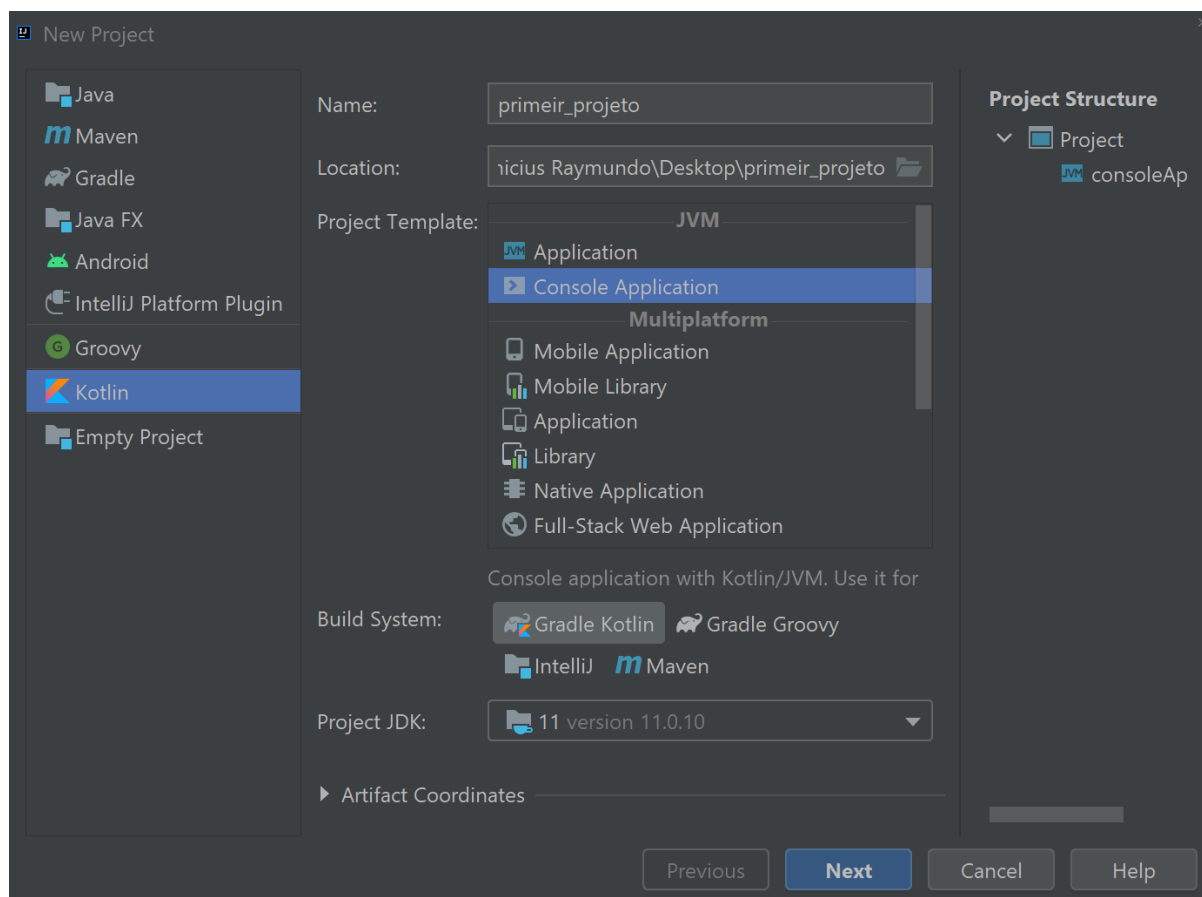 New Project
Java
Maven
Gradle
Java FX
Android
IntelliJ Platform Plugin
Groovy
Kotlin
Empty Project
Name: primeir_projeto
Location: Raymundo\Desktop\primeir_projeto
Project Template:
JVM
Application
Console Application
Multiplatform
Mobile Application
Mobile Library
Application
Library
Native Application
Full-Stack Web Application
Console application with Kotlin/JVM. Use it for
Build System: Gradle Kotlin Gradle Groovy
IntelliJ Maven
Project JDK: 11 version 11.0.10
Artifact Coordinates
Project Structure
Project
consoleAp
Previous Next Cancel Help